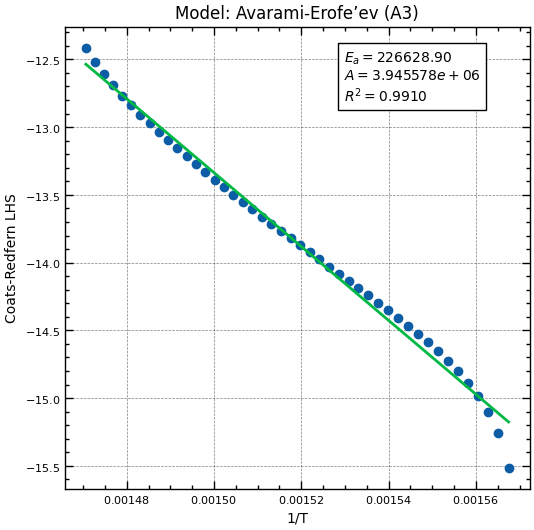 Model: Avarami-Erofe’ev (A3)
E_a = 226628.90
A = 3.945578e + 06
R² = 0.9910
Coats-Redfern LHS
−12.5
−13.0
−13.5
−14.0
−14.5
−15.0
−15.5
0.00148
0.00150
0.00152
0.00154
0.00156
1/T